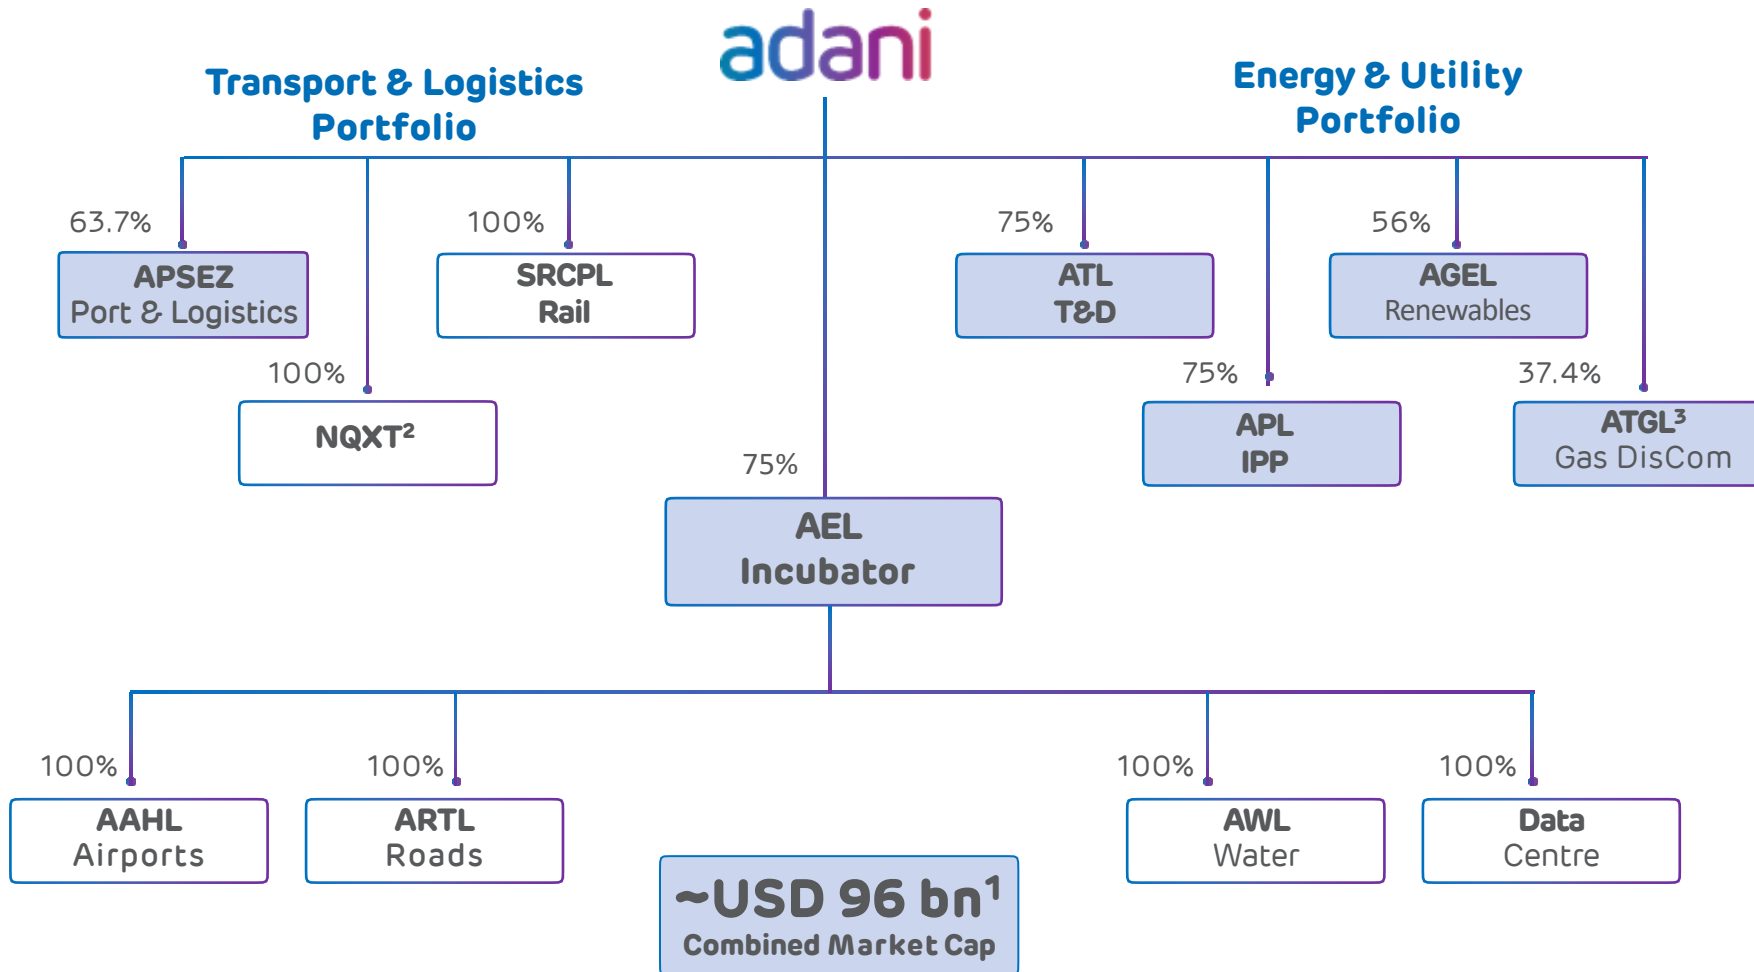 adani
Transport & Logistics
Portfolio
Energy & Utility
Portfolio
63.7%
APSEZ
Port & Logistics
100%
SRCPL
Rail
75%
ATL
T&D
56%
AGEL
Renewables
100%
NQXT²
75%
APL
IPP
37.4%
ATGL³
Gas DisCom
75%
AEL
Incubator
100%
AAHL
Airports
100%
ARTL
Roads
100%
AWL
Water
100%
Data
Centre
~USD 96 bn¹
Combined Market Cap